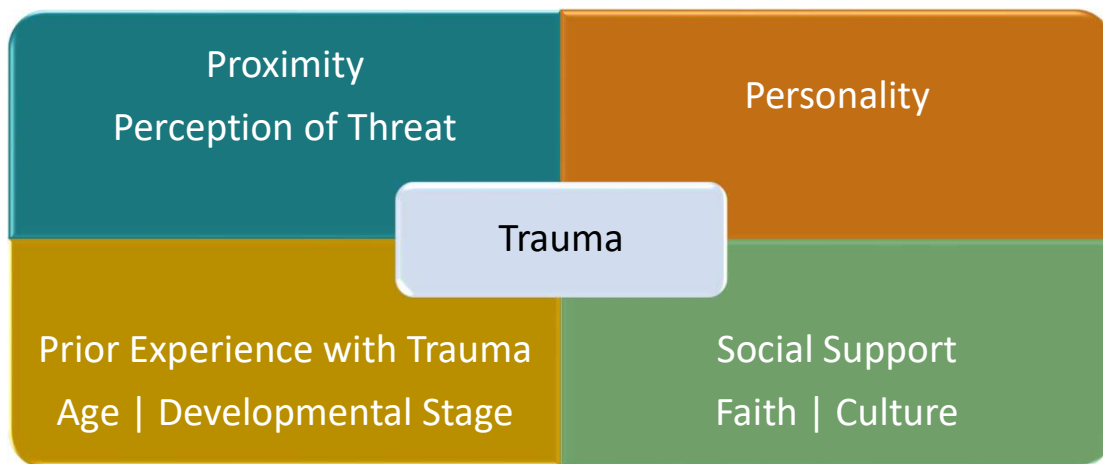 Proximity
Perception of Threat
Personality
Trauma
Prior Experience with Trauma
Age | Developmental Stage
Social Support
Faith | Culture